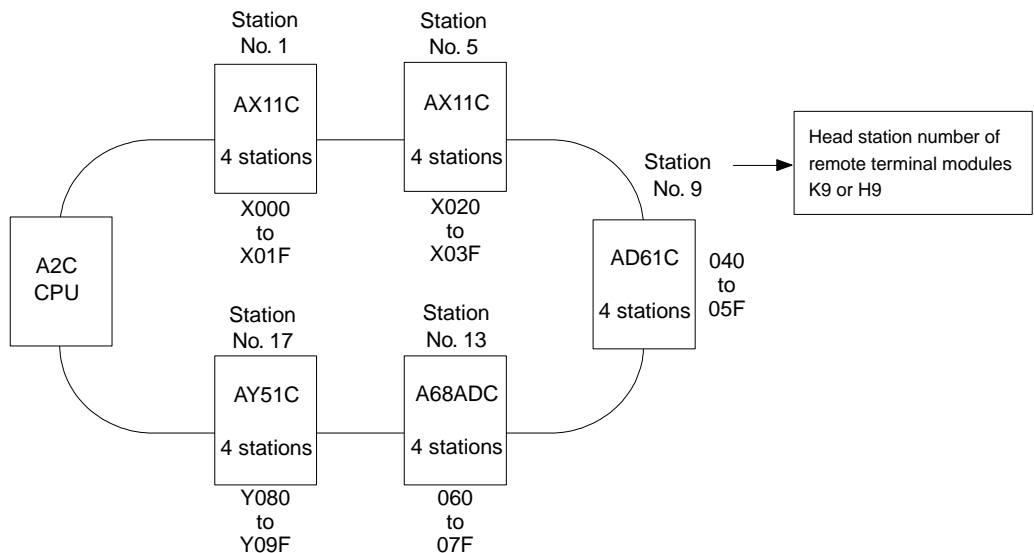 Station
No. 1
AX11C
4 stations
X000
to
X01F
Station
No. 5
AX11C
4 stations
X020
to
X03F
Station
No. 9
Head station number of
remote terminal modules
K9 or H9
AD61C
4 stations
040
to
05F
A2C
CPU
Station
No. 17
AY51C
4 stations
Y080
to
Y09F
Station
No. 13
A68ADC
4 stations
060
to
07F